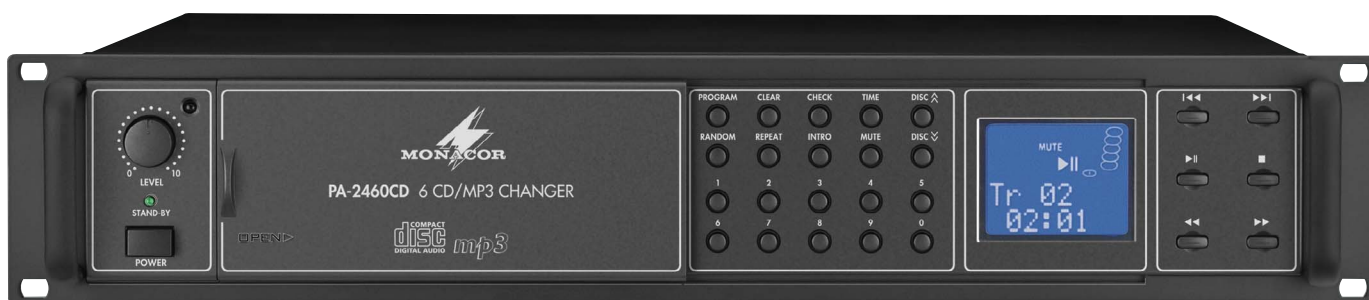 0 10
LEVEL
STAND-BY
POWER
MONACOR
PA-2460CD 6 CD/MP3 CHANGER
OPEN
COMPACT
disc
DIGITAL AUDIO
mp3
PROGRAM CLEAR CHECK TIME DISC
RANDOM REPEAT INTRO MUTE DISC
1 2 3 4 5
6 7 8 9 0
MUTE
Tr 02
02:01